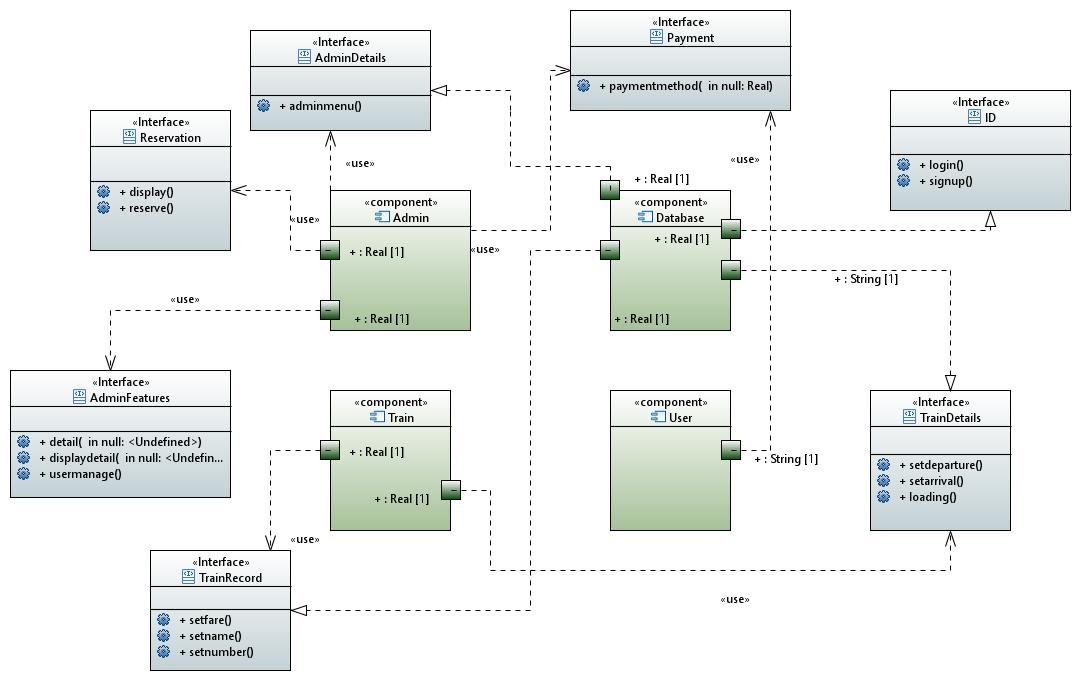 «Interface»
Payment
+ paymentmethod(  in null: Real)
«Interface»
AdminDetails
+ adminmenu()
«Interface»
ID
+ login()
+ signup()
«Interface»
Reservation
+ display()
+ reserve()
«use»
«use»
«use»
«use»
«component»
Admin
+ : Real [1]
+ : Real [1]
+ : Real [1]
«component»
Database
+ : Real [1]
+ : Real [1]
+ : String [1]
«use»
«Interface»
AdminFeatures
+ detail(  in null: <Undefined>)
+ displaydetail(  in null: <Undefin...
+ usermanage()
«component»
Train
+ : Real [1]
+ : Real [1]
«component»
User
+ : String [1]
«Interface»
TrainDetails
+ setdeparture()
+ setarrival()
+ loading()
«use»
«Interface»
TrainRecord
+ setfare()
+ setname()
+ setnumber()
«use»